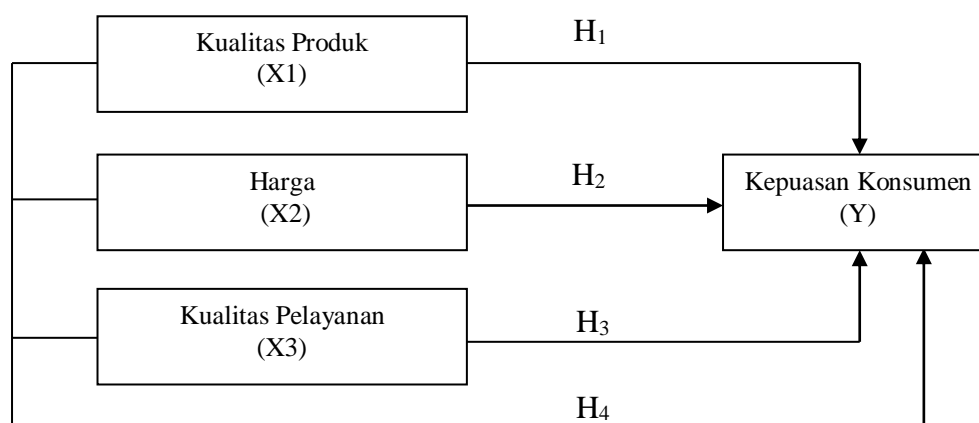 Kualitas Produk
(X1)
H₁
Harga
(X2)
H₂
Kepuasan Konsumen
(Y)
Kualitas Pelayanan
(X3)
H₃
H₄